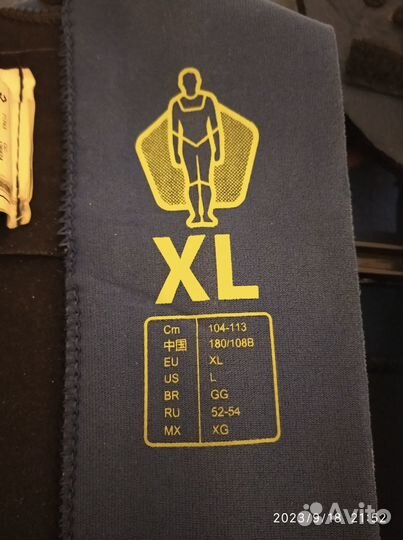 XL
Cm 104-113
中国 180/108B
EU XL
US L
BR GG
RU 52-54
MX XG
2023/9/18 21:52
Avito